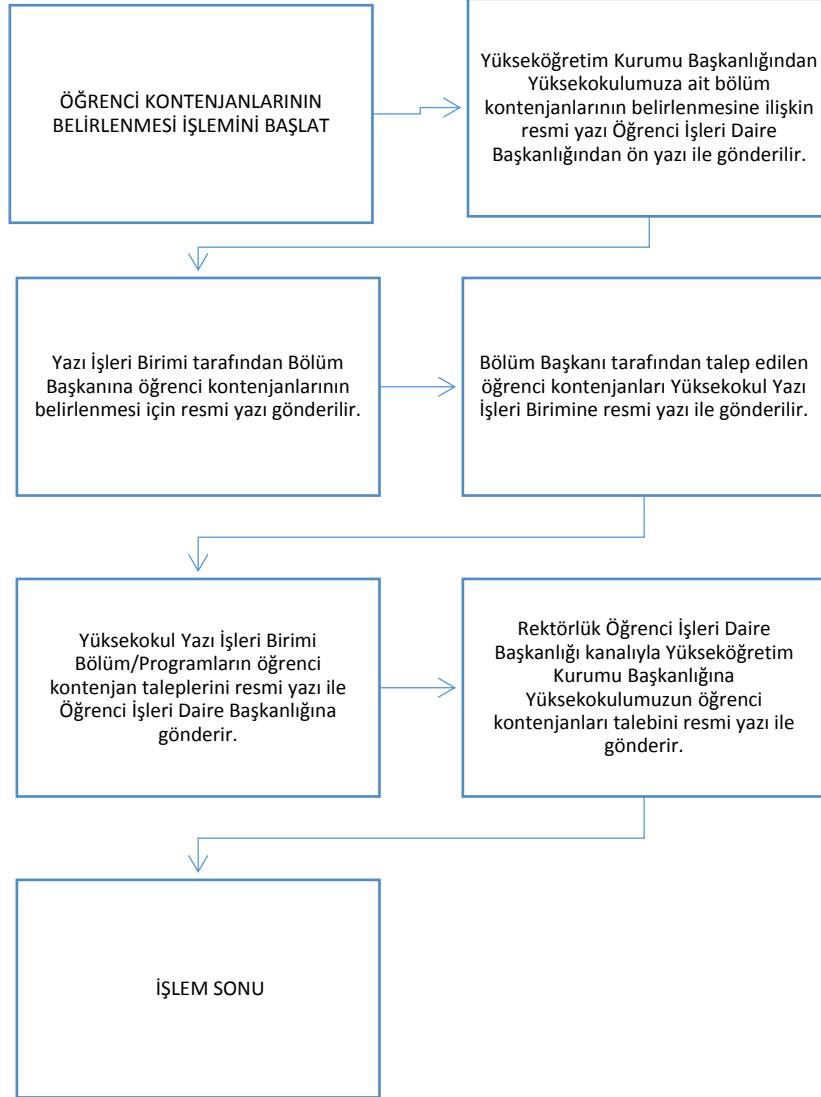 ÖĞRENCİ KONTENJANLARININ
BELİRLENMESİ İŞLEMİNİ BAŞLAT
Yükseköğretim Kurumu Başkanlığından
Yüksekokulumuza ait bölüm
kontenjanlarının belirlenmesine ilişkin
resmi yazı Öğrenci İşleri Daire
Başkanlığından ön yazı ile gönderilir.
Yazı İşleri Birimi tarafından Bölüm
Başkanına öğrenci kontenjanlarının
belirlenmesi için resmi yazı gönderilir.
Bölüm Başkanı tarafından talep edilen
öğrenci kontenjanları Yüksekokul Yazı
İşleri Birimine resmi yazı ile gönderilir.
Yüksekokul Yazı İşleri Birimi
Bölüm/Programların öğrenci
kontenjan taleplerini resmi yazı ile
Öğrenci İşleri Daire Başkanlığına
gönderir.
Rektörlük Öğrenci İşleri Daire
Başkanlığı kanalıyla Yükseköğretim
Kurumu Başkanlığına
Yüksekokulumuzun öğrenci
kontenjanları talebini resmi yazı ile
gönderir.
İŞLEM SONU